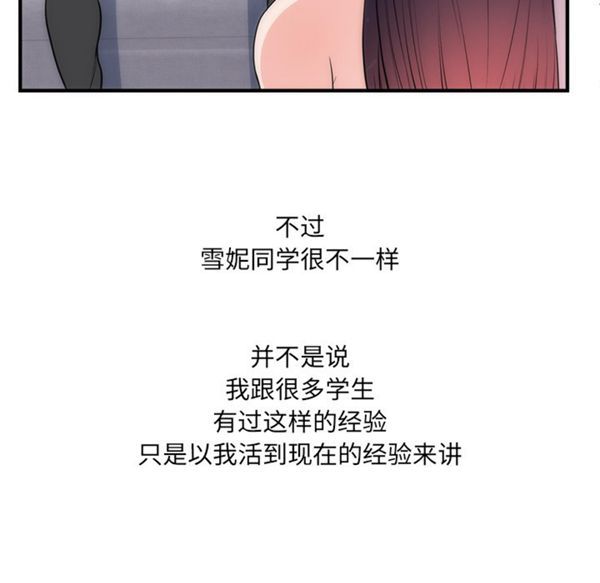 不过
雪妮同学很不一样
并不是说
我跟很多学生
有过这样的经验
只是以我活到现在的经验来讲